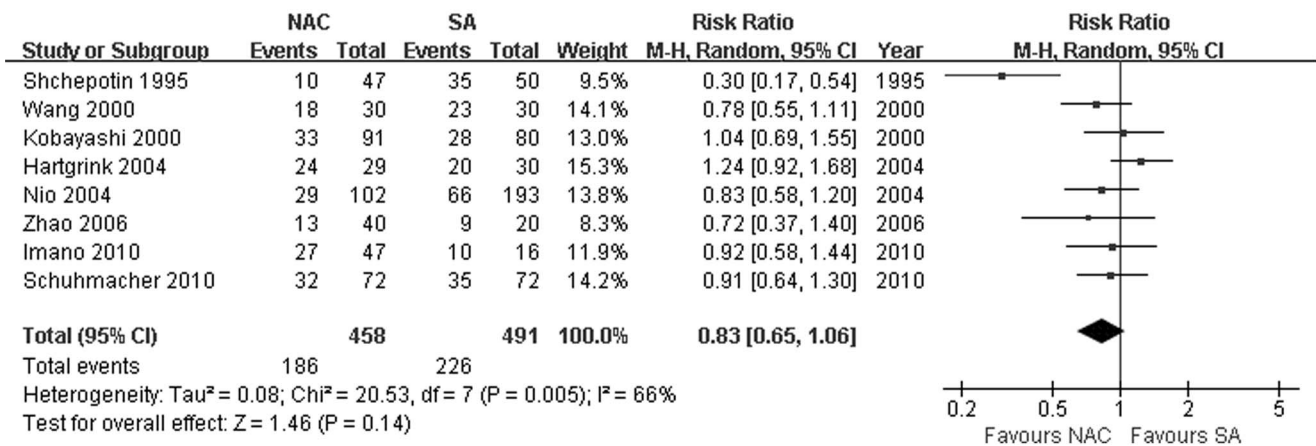 NAC SA Risk Ratio Risk Ratio
Study or Subgroup Events Total Events Total Weight M-H, Random, 95% CI Year M-H, Random, 95% CI
Shchepotin 1995 10 47 35 50 9.5% 0.30 [0.17, 0.54] 1995
Wang 2000 18 30 23 30 14.1% 0.78 [0.55, 1.11] 2000
Kobayashi 2000 33 91 28 80 13.0% 1.04 [0.69, 1.55] 2000
Hartgrink 2004 24 29 20 30 15.3% 1.24 [0.92, 1.68] 2004
Nio 2004 29 102 66 193 13.8% 0.83 [0.58, 1.20] 2004
Zhao 2006 13 40 9 20 8.3% 0.72 [0.37, 1.40] 2006
Imano 2010 27 47 10 16 11.9% 0.92 [0.58, 1.44] 2010
Schuhmacher 2010 32 72 35 72 14.2% 0.91 [0.64, 1.30] 2010
Total (95% CI) 458 491 100.0% 0.83 [0.65, 1.06]
Total events 186 226
Heterogeneity: Tau² = 0.08; Chi² = 20.53, df = 7 (P = 0.005); I² = 66%
Test for overall effect: Z = 1.46 (P = 0.14)
0.2 0.5 1 2 5
Favours NAC Favours SA